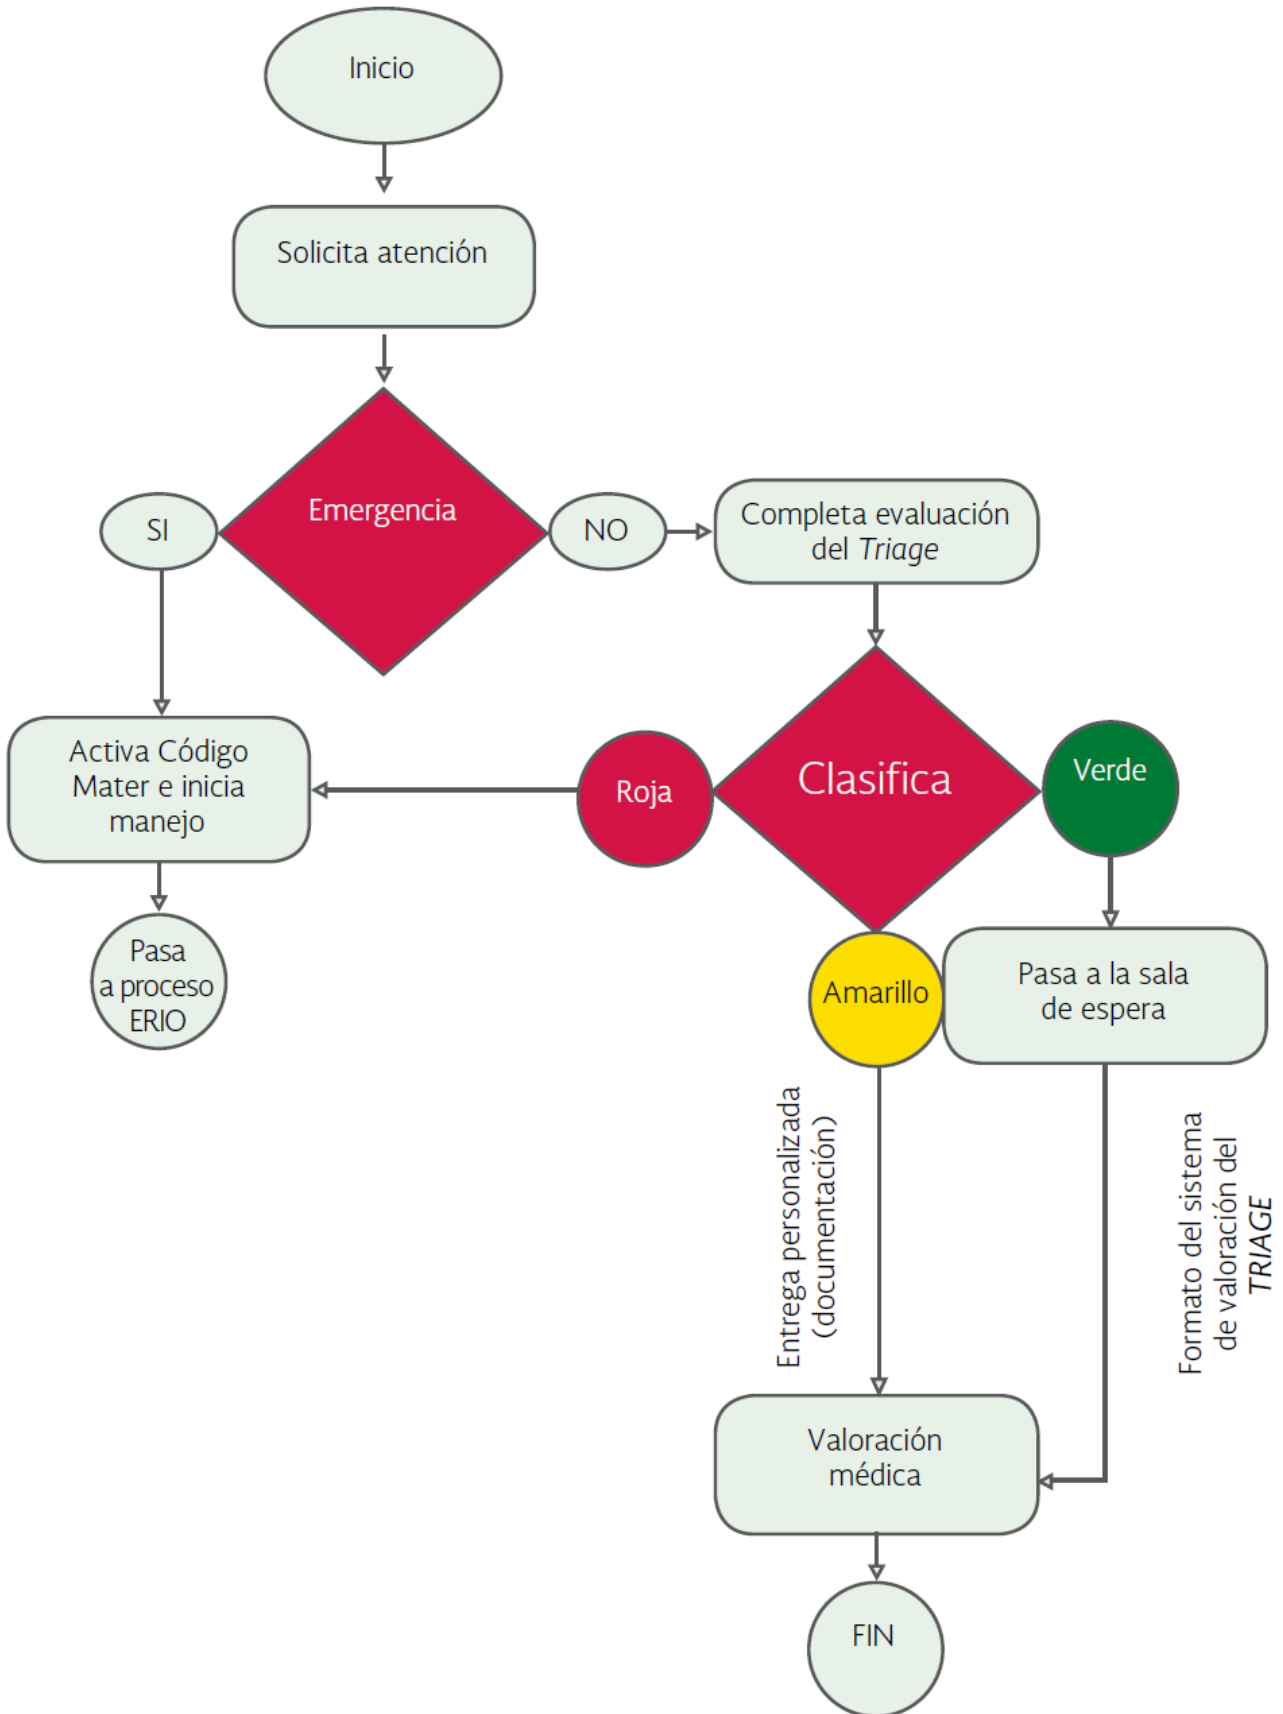 Inicio
Solicita atención
Emergencia
SI
NO
Completa evaluación
del Triage
Activa Código
Mater e inicia
manejo
Roja
Clasifica
Verde
Pasa
a proceso
ERIO
Amarillo
Pasa a la sala
de espera
Entrega personalizada
(documentación)
Formato del sistema
de valoración del
TRIAGE
Valoración
médica
FIN